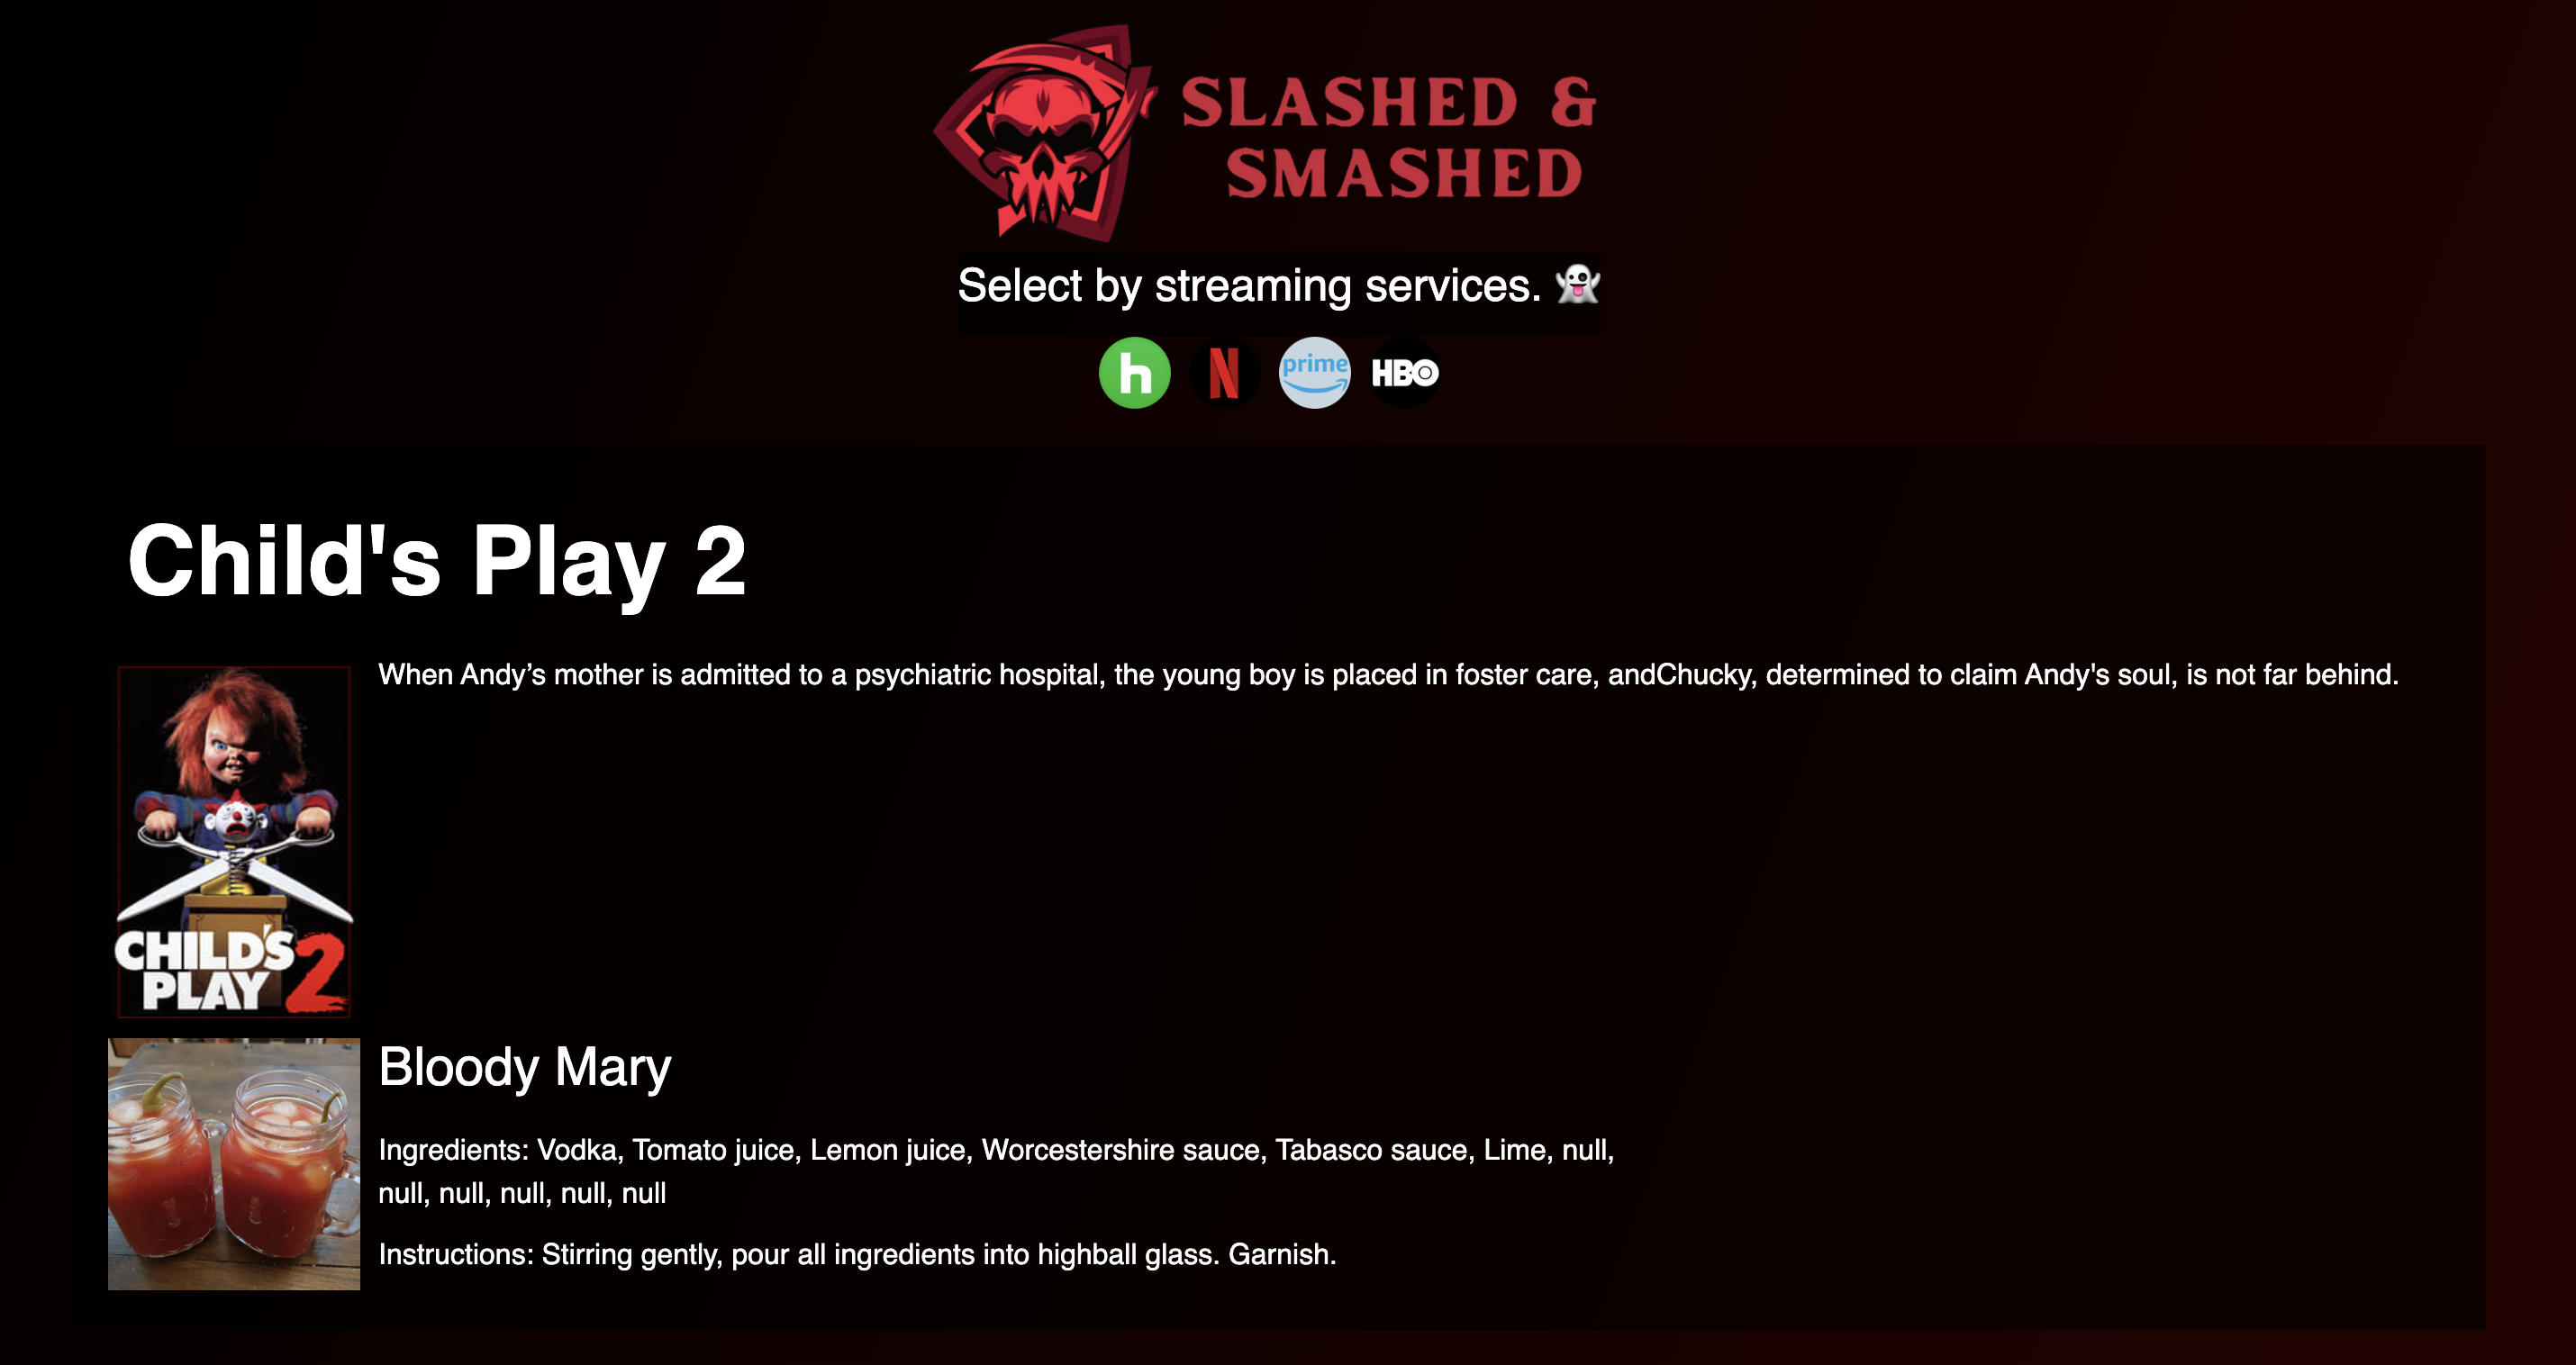 SLASHED &
SMASHED
Select by streaming services. 👻
h N prime HBO
Child's Play 2
When Andy’s mother is admitted to a psychiatric hospital, the young boy is placed in foster care, andChucky, determined to claim Andy's soul, is not far behind.
CHILD'S
PLAY 2
Bloody Mary
Ingredients: Vodka, Tomato juice, Lemon juice, Worcestershire sauce, Tabasco sauce, Lime, null,
null, null, null, null, null
Instructions: Stirring gently, pour all ingredients into highball glass. Garnish.